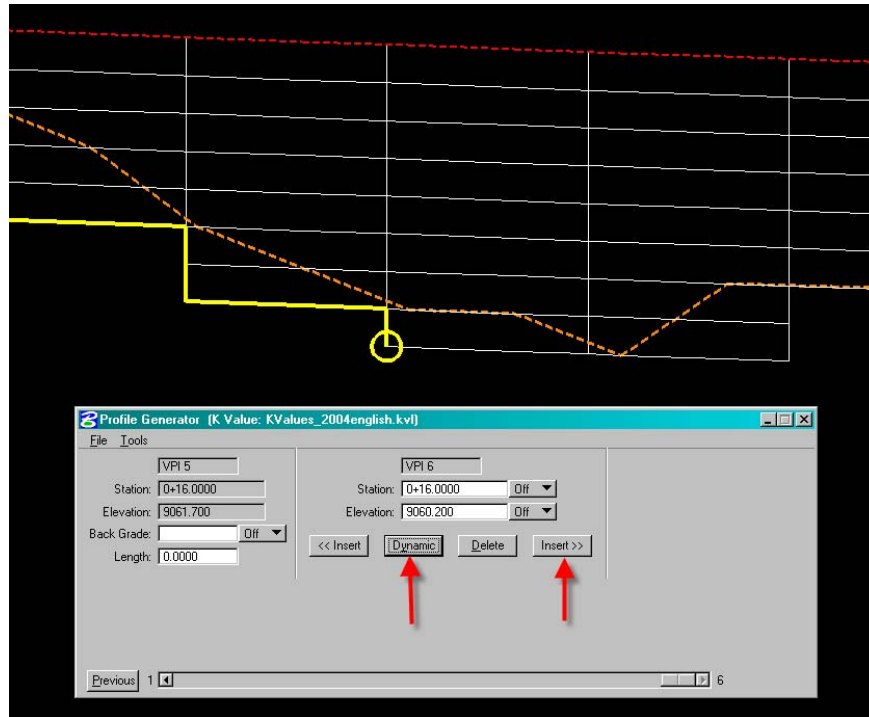 Profile Generator (K Value: KValues_2004english.kvl)
File Tools
VPI 5 VPI 6
Station: 0+16.0000 Station: 0+16.0000 Off
Elevation: 9061.700 Elevation: 9060.200 Off
Back Grade: Off
Length: 0.0000
<< Insert Dynamic Delete Insert >>
Previous 1 6